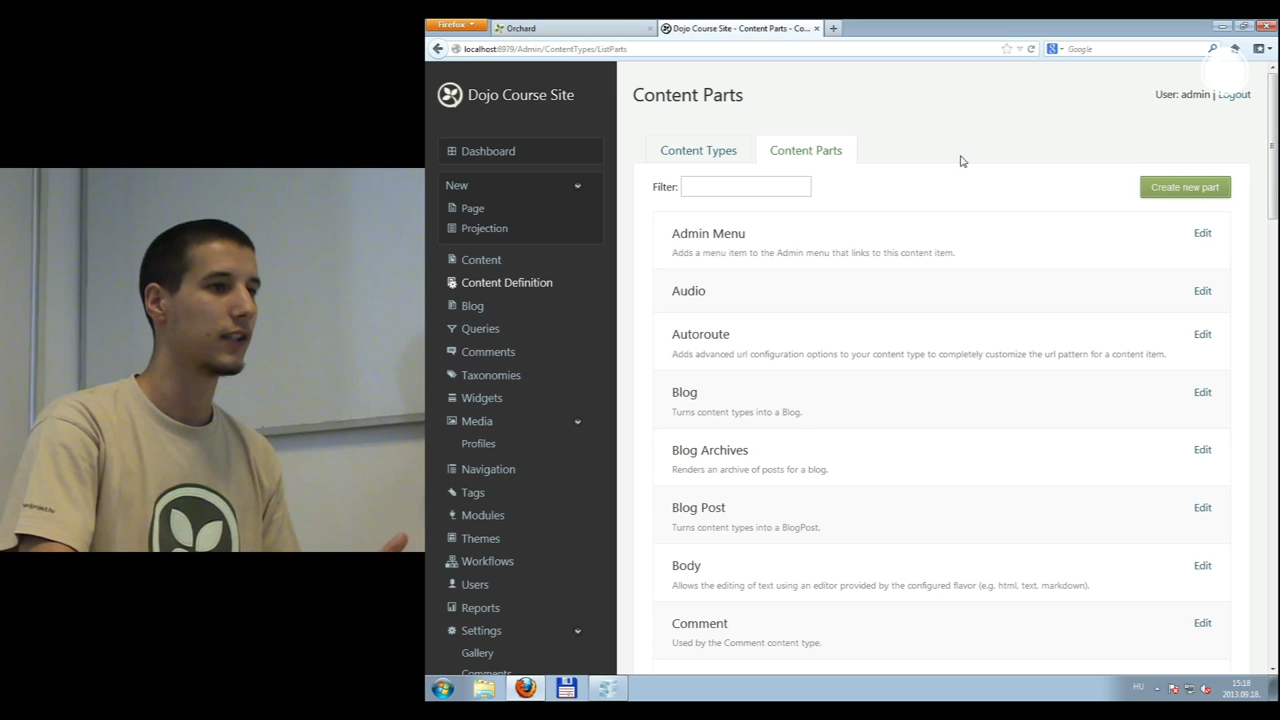 Firefox
Orchard
Dojo Course Site - Content Parts - Co...
localhost:8979/Admin/ContentTypes/ListParts
Google
Dojo Course Site
Content Parts
User: admin | Logout
Dashboard
Content Types
Content Parts
New
Filter:
Create new part
Page
Projection
Admin Menu
Edit
Adds a menu item to the Admin menu that links to this content item.
Content
Content Definition
Audio
Edit
Blog
Queries
Autoroute
Edit
Adds advanced url configuration options to your content type to completely customize the url pattern for a content item.
Comments
Taxonomies
Widgets
Blog
Edit
Turns content types into a Blog.
Media
Profiles
Blog Archives
Edit
Renders an archive of posts for a blog.
Navigation
Tags
Modules
Blog Post
Edit
Turns content types into a BlogPost.
Themes
Workflows
Body
Edit
Allows the editing of text using an editor provided by the configured flavor (e.g. html, text, markdown).
Users
Reports
Settings
Comment
Edit
Used by the Comment content type.
Gallery
Comments
HU
15:18
2013.09.18.